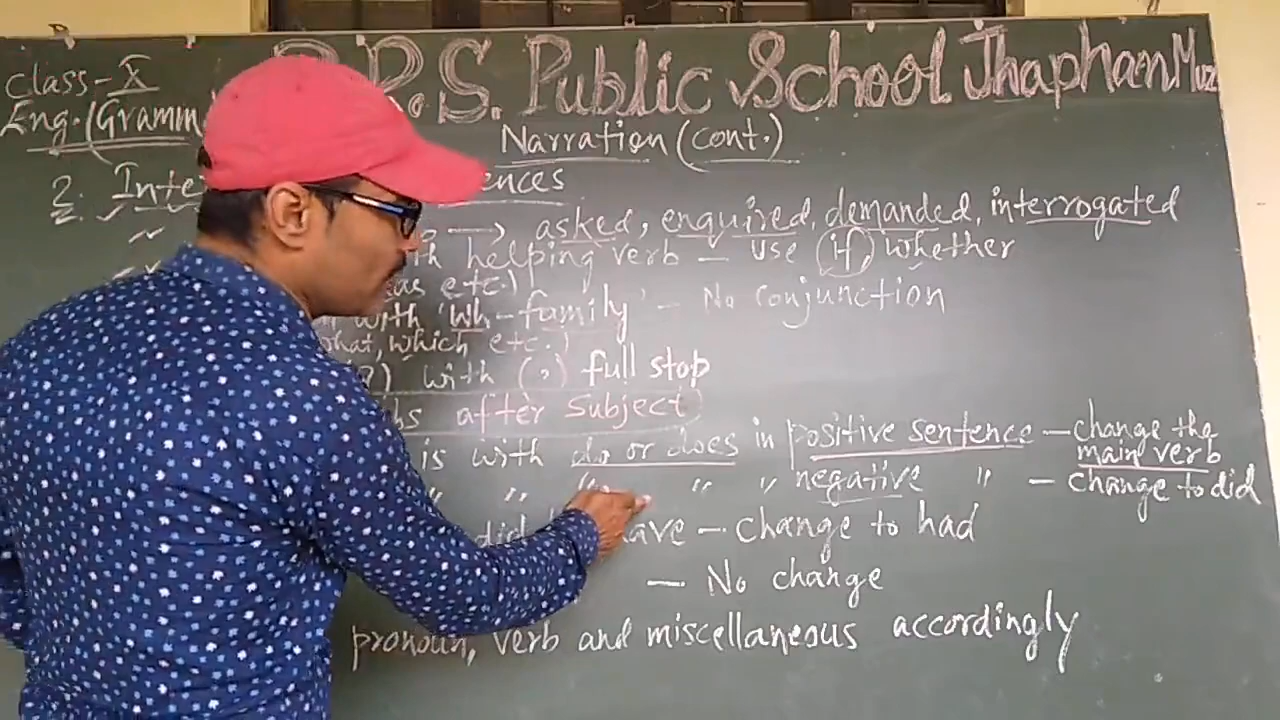 Class-X P.S. Public School Jhaphan, Muz
Eng. (Gramm
Narration (cont.)
2. Inte ences
→ asked, enquired, demanded, interrogated
th helping verb — use if, whether
as etc.)
with 'Wh-family' — No conjunction
hat, which etc.)
(?) with (.) full stop
bs after Subject
is with do or does in positive sentence — change the main verb
" " " " " negative " — change to did
did ave — change to had
— No change
pronoun, verb and miscellaneous accordingly